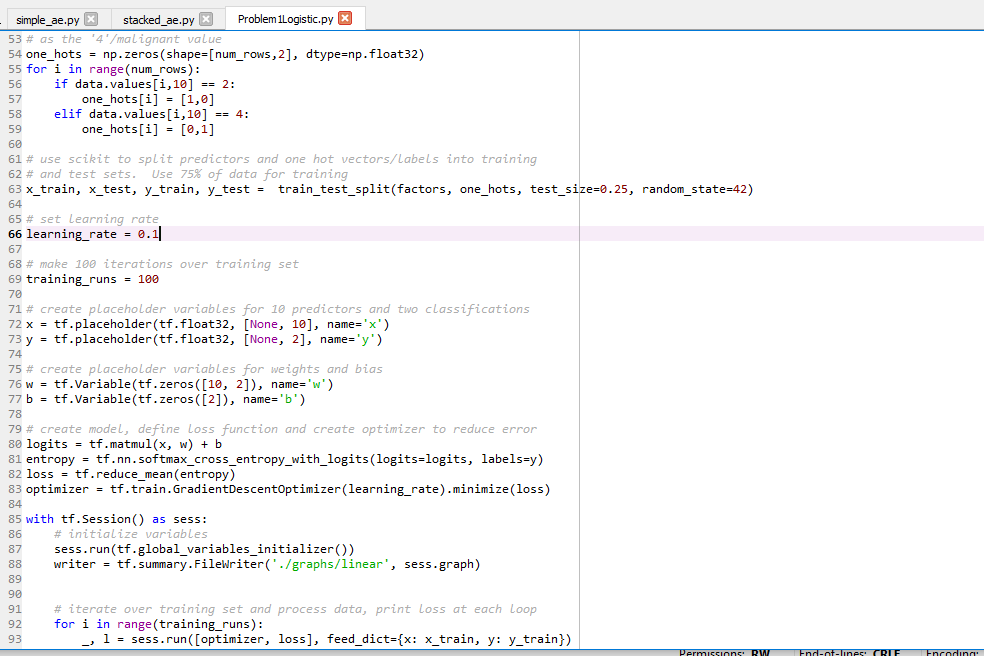 simple_ae.py stacked_ae.py Problem1Logistic.py
53 # as the '4'/malignant value
54 one_hots = np.zeros(shape=[num_rows,2], dtype=np.float32)
55 for i in range(num_rows):
56     if data.values[i,10] == 2:
57         one_hots[i] = [1,0]
58     elif data.values[i,10] == 4:
59         one_hots[i] = [0,1]
60
61 # use scikit to split predictors and one hot vectors/labels into training
62 # and test sets.  Use 75% of data for training
63 x_train, x_test, y_train, y_test =  train_test_split(factors, one_hots, test_size=0.25, random_state=42)
64
65 # set learning rate
66 learning_rate = 0.1
67
68 # make 100 iterations over training set
69 training_runs = 100
70
71 # create placeholder variables for 10 predictors and two classifications
72 x = tf.placeholder(tf.float32, [None, 10], name='x')
73 y = tf.placeholder(tf.float32, [None, 2], name='y')
74
75 # create placeholder variables for weights and bias
76 w = tf.Variable(tf.zeros([10, 2]), name='w')
77 b = tf.Variable(tf.zeros([2]), name='b')
78
79 # create model, define loss function and create optimizer to reduce error
80 logits = tf.matmul(x, w) + b
81 entropy = tf.nn.softmax_cross_entropy_with_logits(logits=logits, labels=y)
82 loss = tf.reduce_mean(entropy)
83 optimizer = tf.train.GradientDescentOptimizer(learning_rate).minimize(loss)
84
85 with tf.Session() as sess:
86     # initialize variables
87     sess.run(tf.global_variables_initializer())
88     writer = tf.summary.FileWriter('./graphs/linear', sess.graph)
89
90
91     # iterate over training set and process data, print loss at each loop
92     for i in range(training_runs):
93         _, l = sess.run([optimizer, loss], feed_dict={x: x_train, y: y_train})
Permissions: RW End-of-lines: CRLF Encoding: